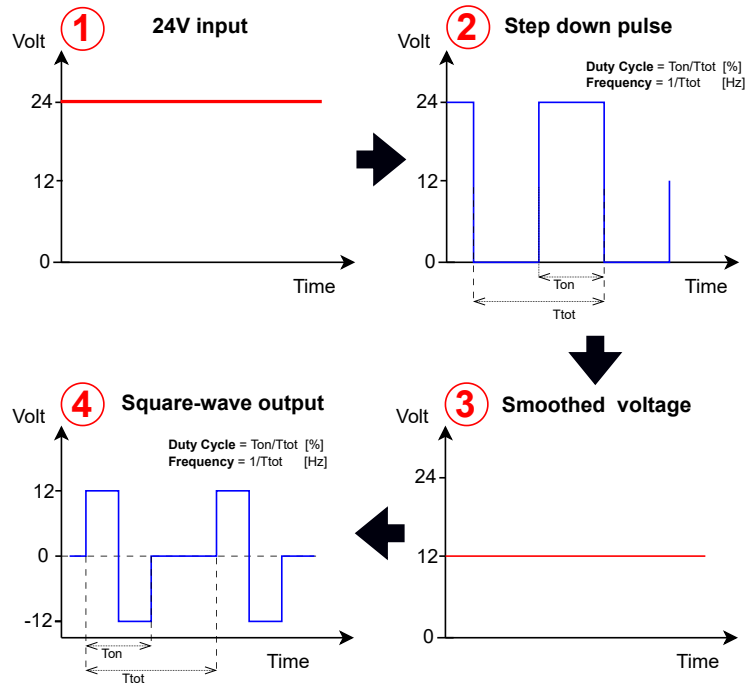 1 24V input
Volt
24
12
0
Time
2 Step down pulse
Volt
Duty Cycle = Ton/Ttot [%]
Frequency = 1/Ttot [Hz]
24
12
0
Ton
Time
Ttot
4 Square-wave output
Volt
Duty Cycle = Ton/Ttot [%]
Frequency = 1/Ttot [Hz]
12
0
-12
Ton
Time
Ttot
3 Smoothed voltage
Volt
24
12
0
Time